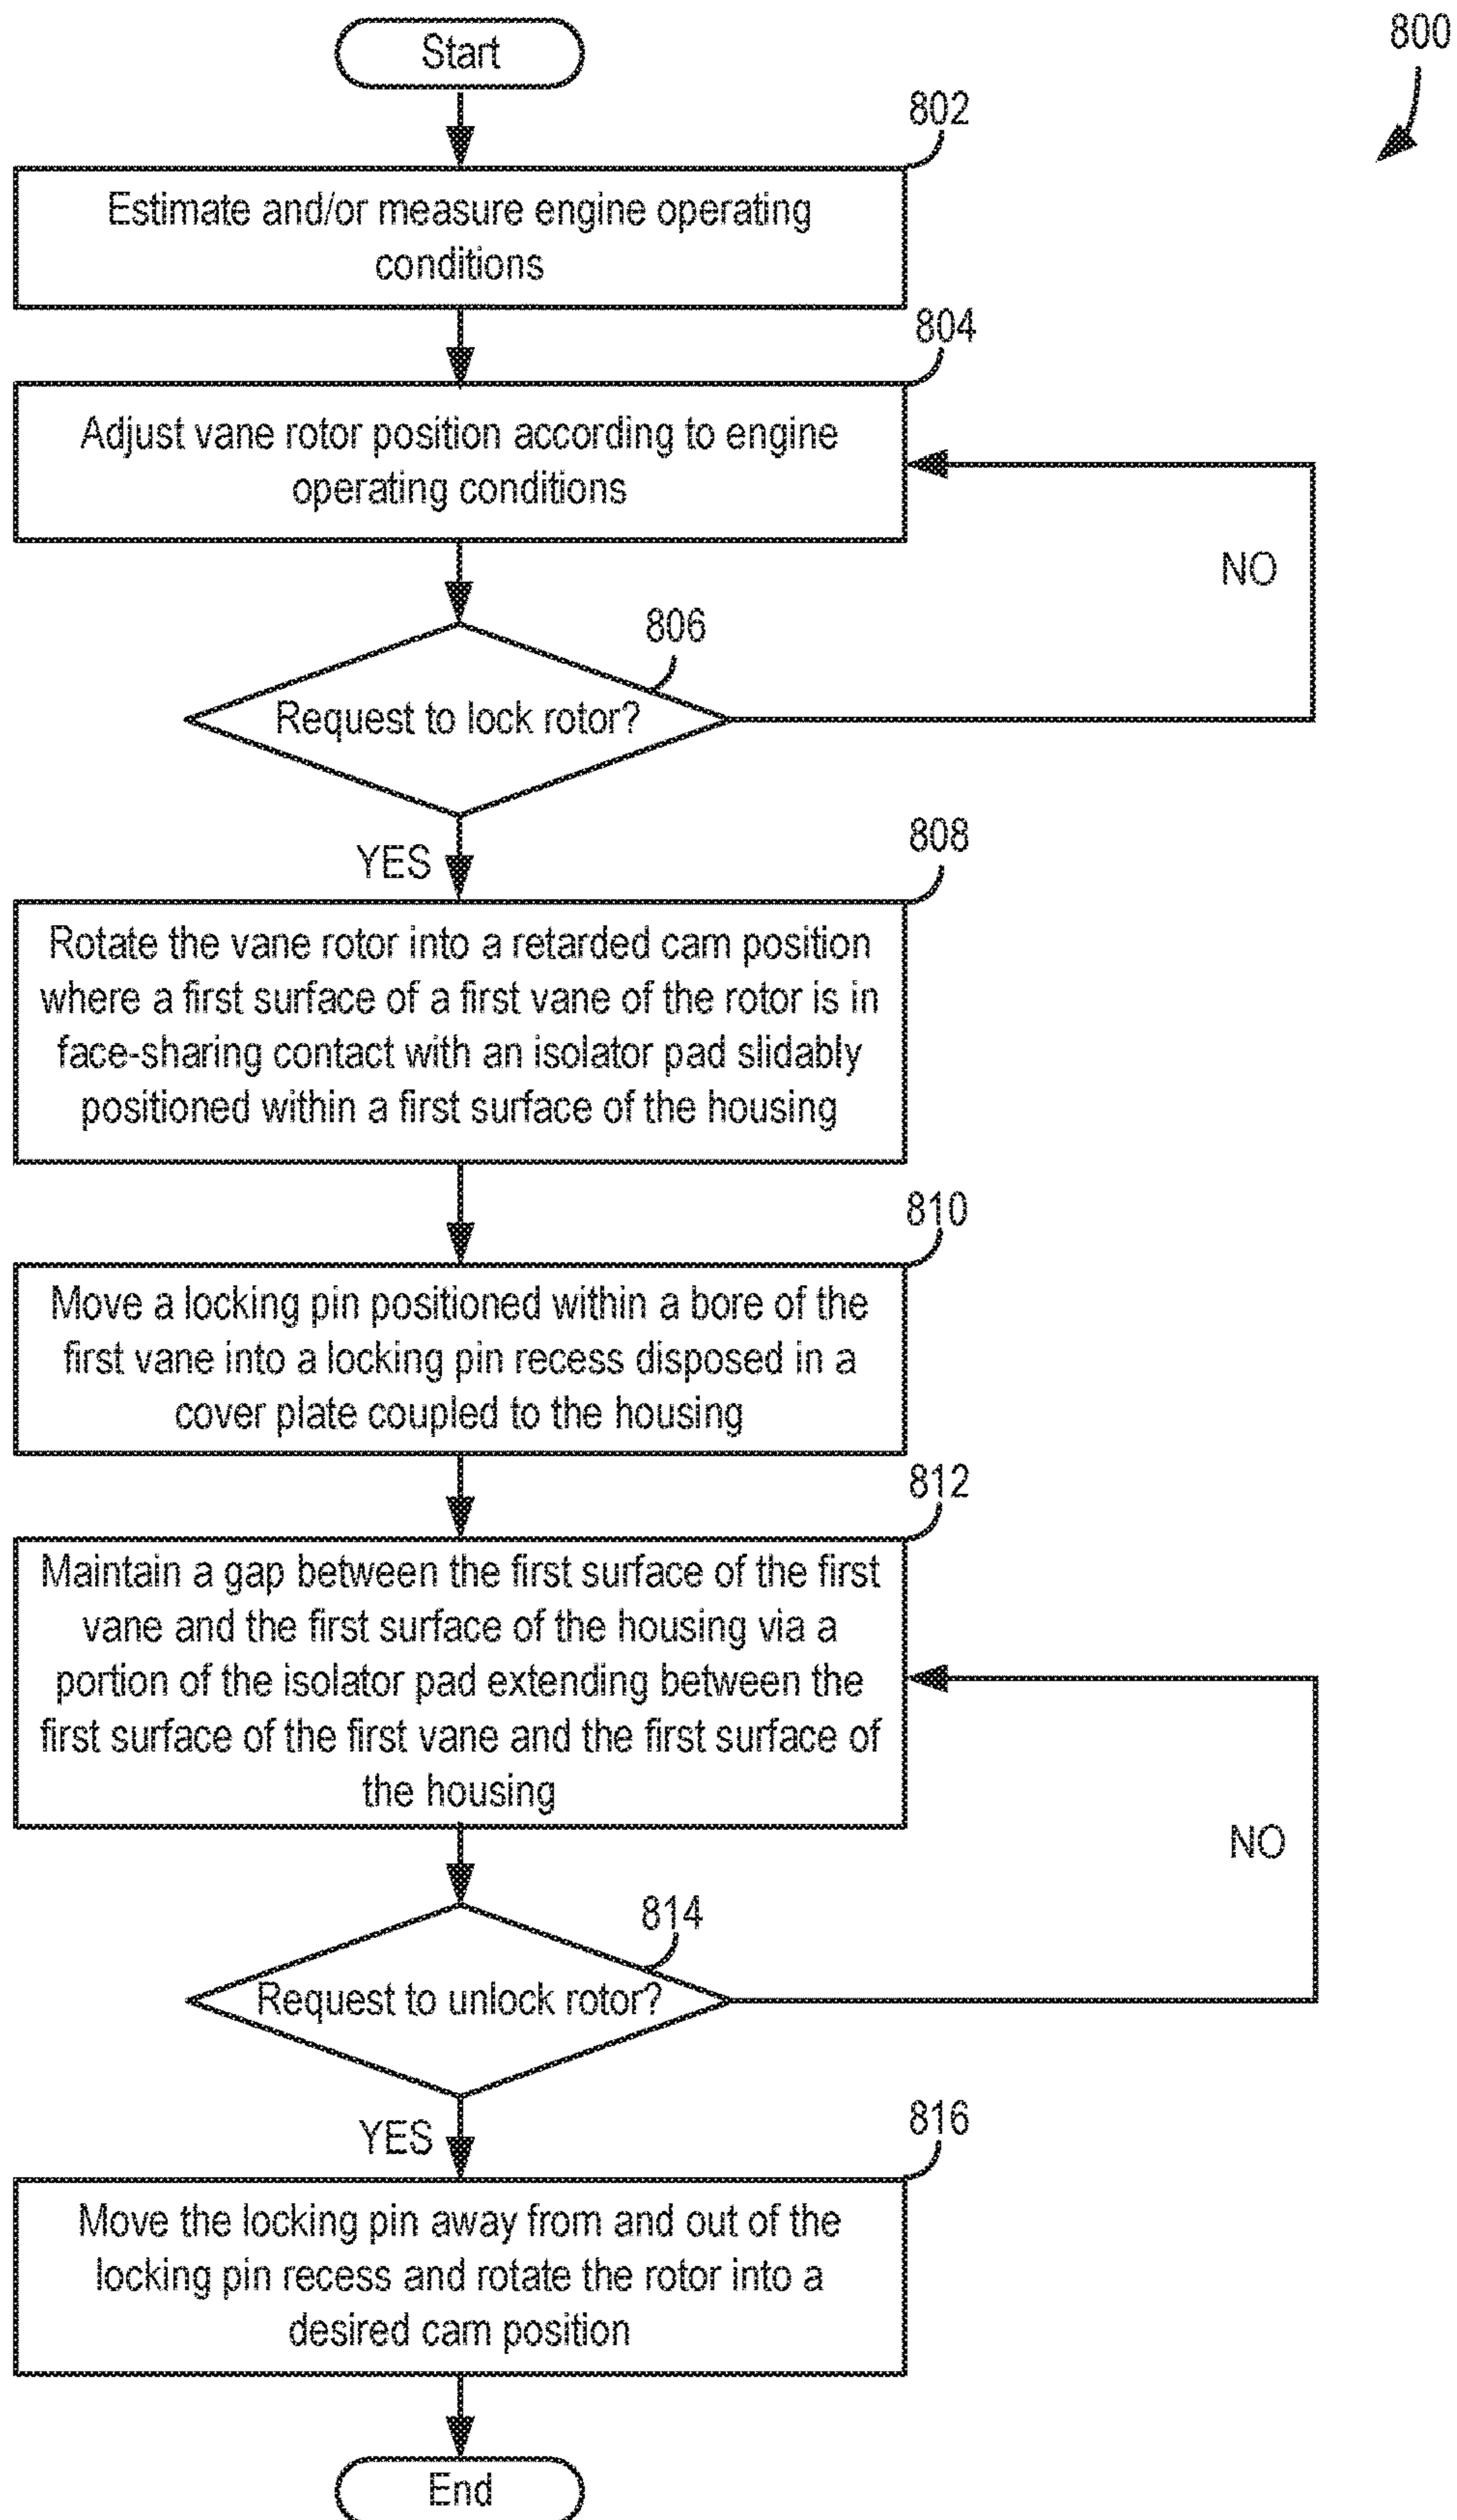 Start
800
802
Estimate and/or measure engine operating
conditions
804
Adjust vane rotor position according to engine
operating conditions
NO
806
Request to lock rotor?
YES
808
Rotate the vane rotor into a retarded cam position
where a first surface of a first vane of the rotor is in
face-sharing contact with an isolator pad slidably
positioned within a first surface of the housing
810
Move a locking pin positioned within a bore of the
first vane into a locking pin recess disposed in a
cover plate coupled to the housing
812
Maintain a gap between the first surface of the first
vane and the first surface of the housing via a
portion of the isolator pad extending between the
first surface of the first vane and the first surface of
the housing
NO
814
Request to unlock rotor?
YES
816
Move the locking pin away from and out of the
locking pin recess and rotate the rotor into a
desired cam position
End